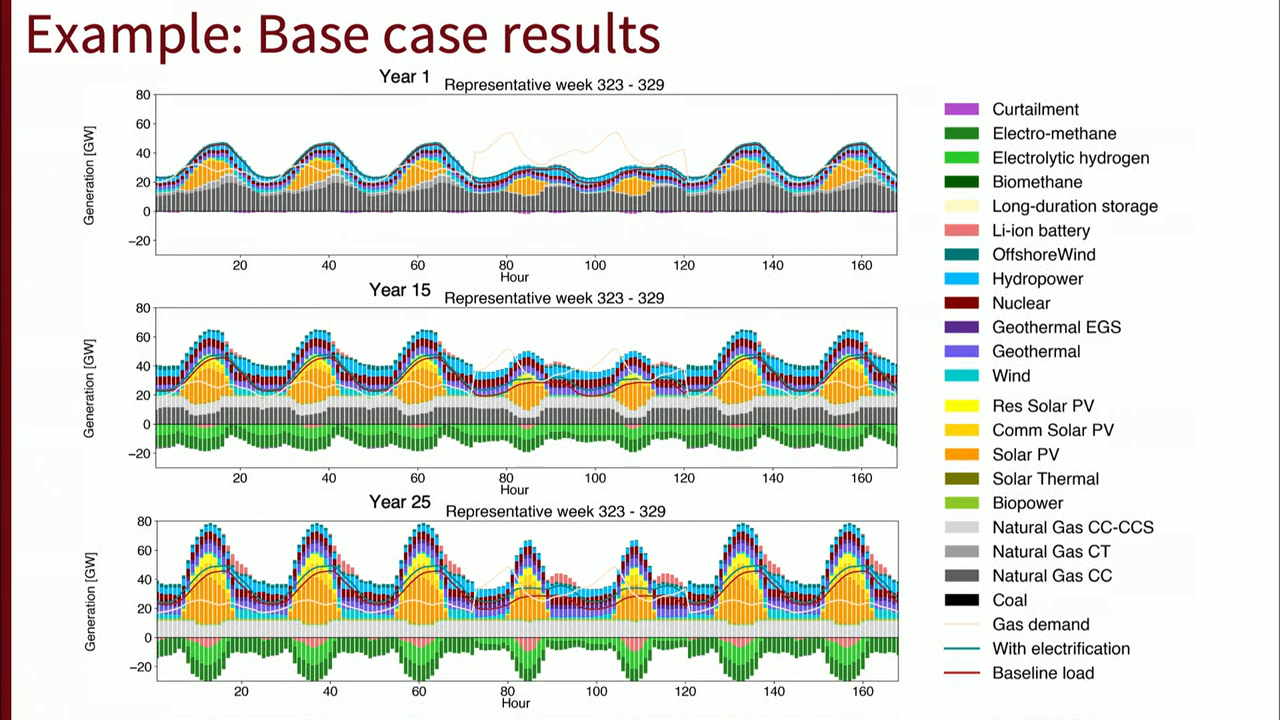 Example: Base case results
Year 1
Representative week 323 - 329
80
60
40
20
0
−20
Generation [GW]
20 40 60 80 100 120 140 160
Hour
Year 15
Representative week 323 - 329
80
60
40
20
0
−20
Generation [GW]
20 40 60 80 100 120 140 160
Hour
Year 25
Representative week 323 - 329
80
60
40
20
0
−20
Generation [GW]
20 40 60 80 100 120 140 160
Hour
Curtailment
Electro-methane
Electrolytic hydrogen
Biomethane
Long-duration storage
Li-ion battery
OffshoreWind
Hydropower
Nuclear
Geothermal EGS
Geothermal
Wind
Res Solar PV
Comm Solar PV
Solar PV
Solar Thermal
Biopower
Natural Gas CC-CCS
Natural Gas CT
Natural Gas CC
Coal
Gas demand
With electrification
Baseline load